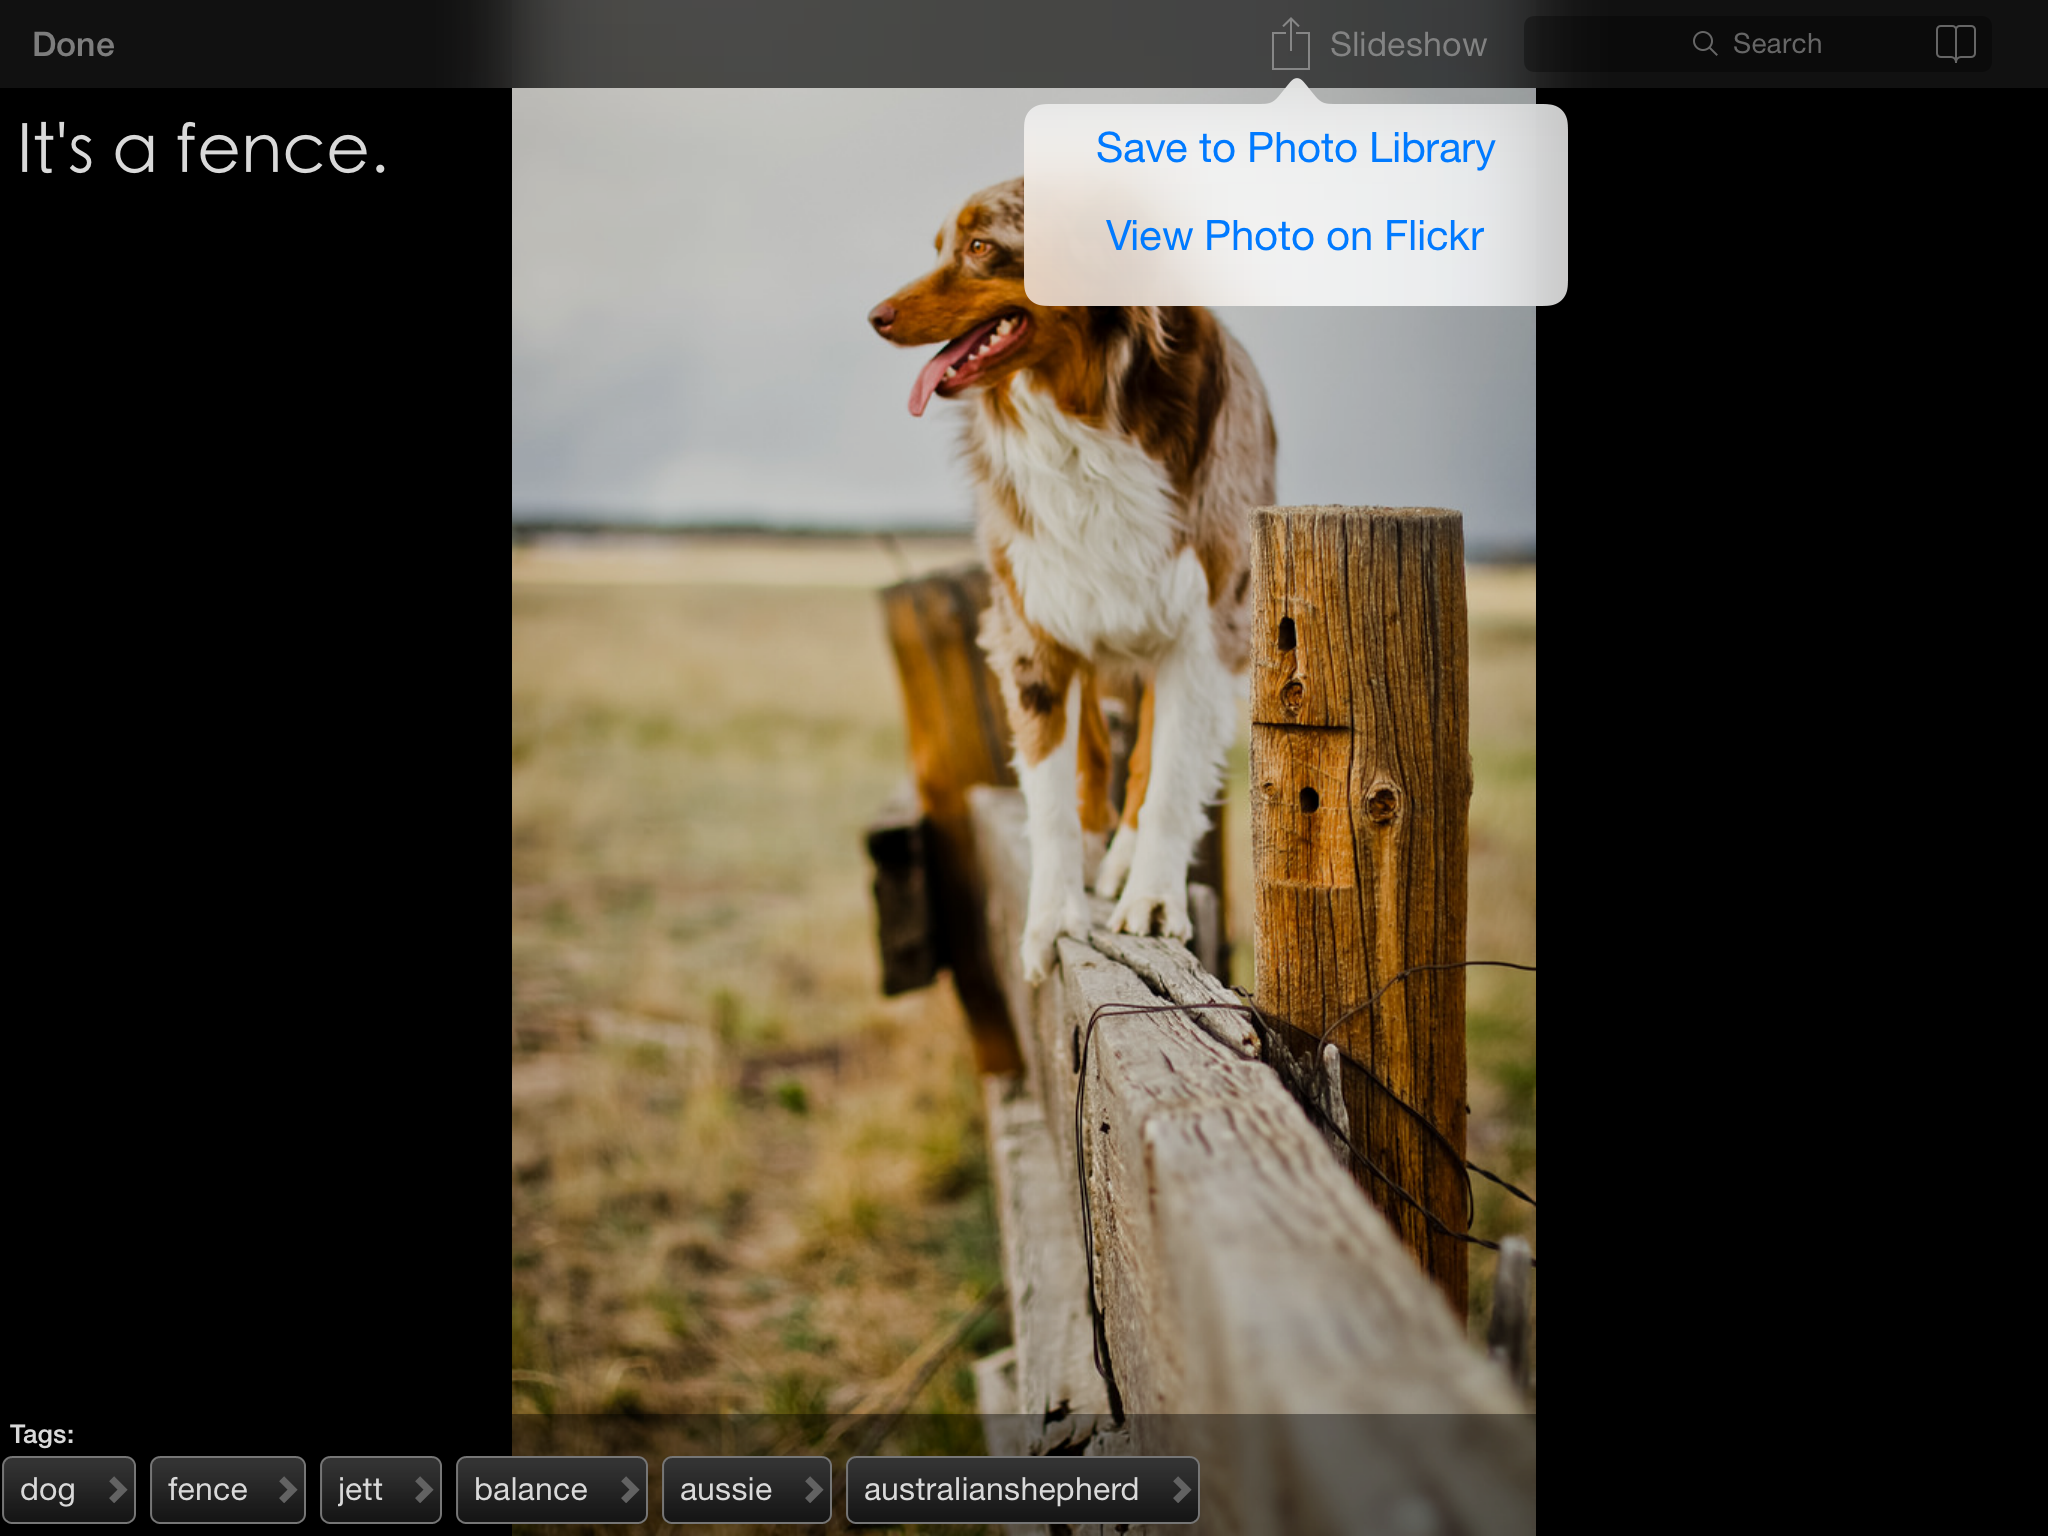 Done
Slideshow
Search
It's a fence.
Save to Photo Library
View Photo on Flickr
Tags:
dog
fence
jett
balance
aussie
australianshepherd